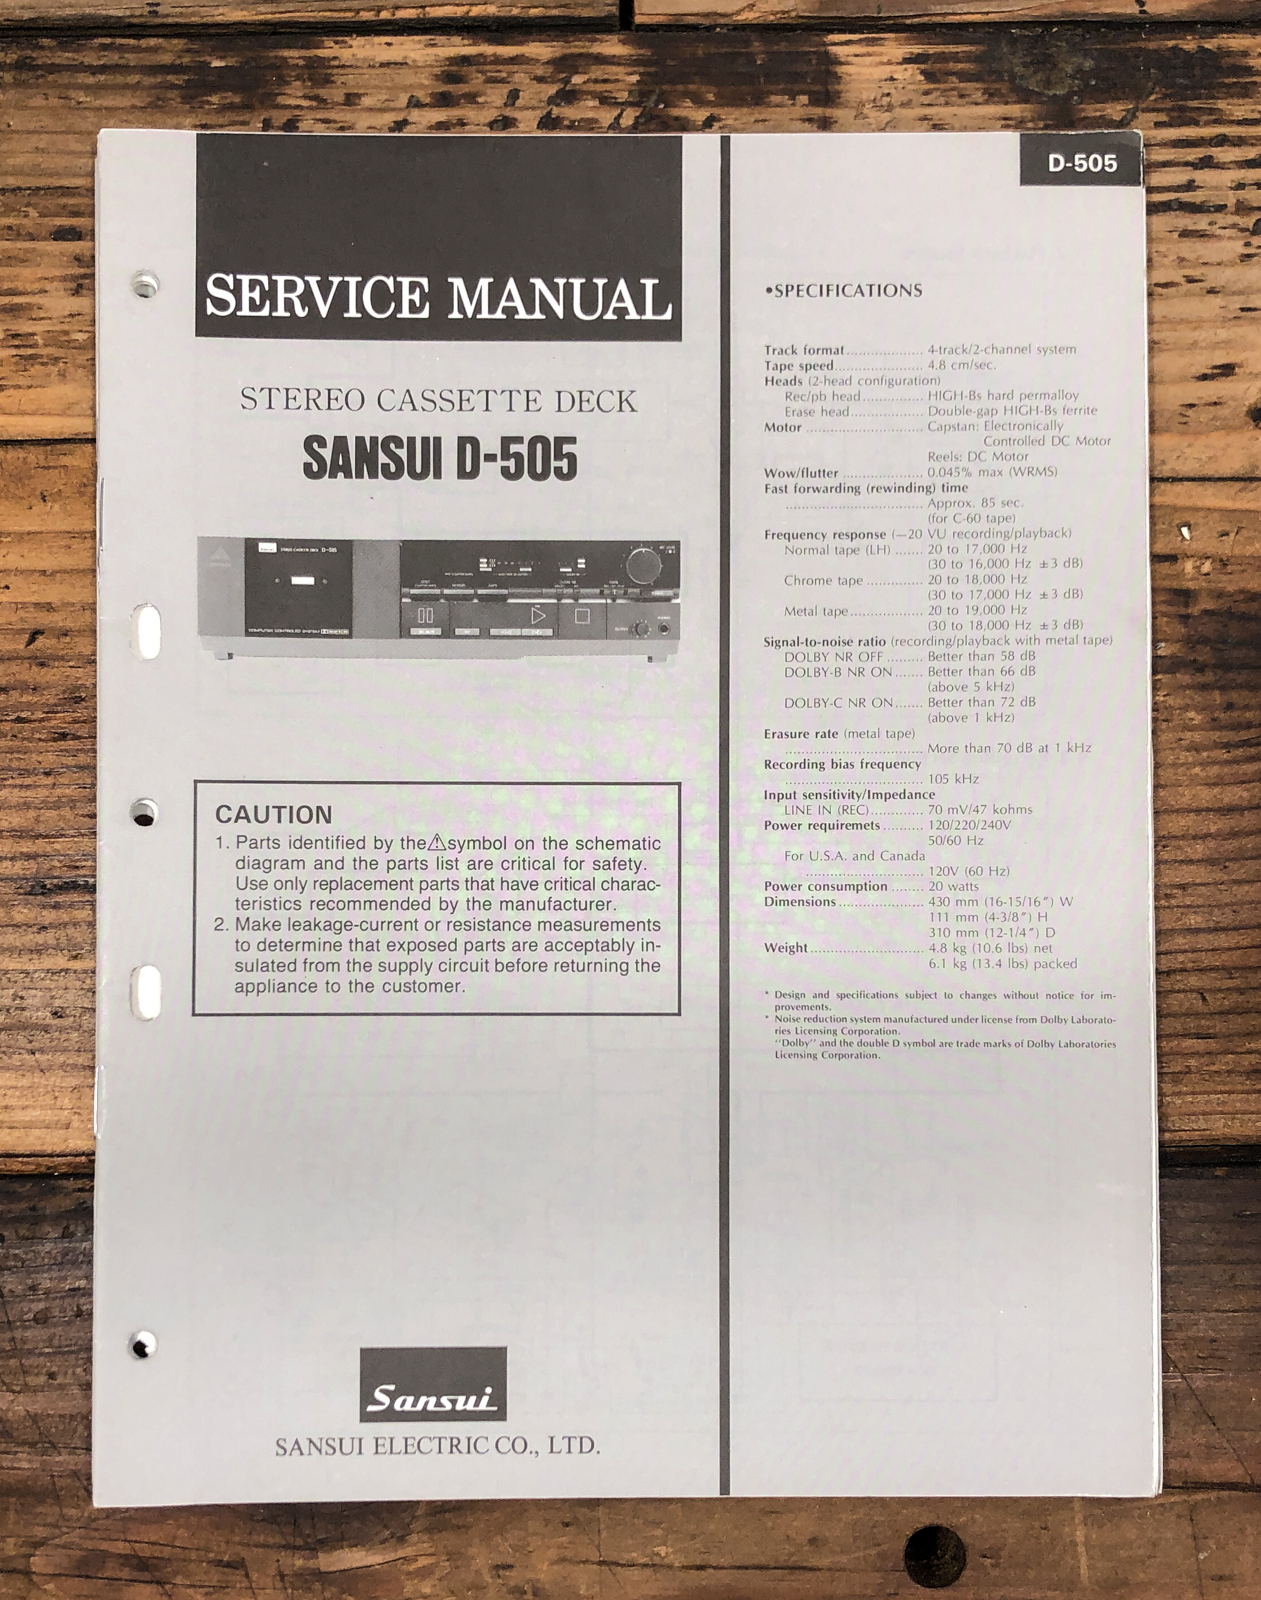 SERVICE MANUAL
STEREO CASSETTE DECK
SANSUI D-505
STEREO CASSETTE DECK D-505
COMPUTER CONTROLED SYSTEM
CAUTION
1. Parts identified by the⚠symbol on the schematic
diagram and the parts list are critical for safety.
Use only replacement parts that have critical charac-
teristics recommended by the manufacturer.
2. Make leakage-current or resistance measurements
to determine that exposed parts are acceptably in-
sulated from the supply circuit before returning the
appliance to the customer.
Sansui
SANSUI ELECTRIC CO., LTD.
D-505
•SPECIFICATIONS
Track format .................... 4-track/2-channel system
Tape speed ....................... 4.8 cm/sec.
Heads (2-head configuration)
Rec/pb head ................ HIGH-Bs hard permalloy
Erase head ................... Double-gap HIGH-Bs ferrite
Motor .............................. Capstan: Electronically
Controlled DC Motor
Reels: DC Motor
Wow/flutter ..................... 0.045% max (WRMS)
Fast forwarding (rewinding) time
................................... Approx. 85 sec.
(for C-60 tape)
Frequency response (—20 VU recording/playback)
Normal tape (LH) ....... 20 to 17,000 Hz
(30 to 16,000 Hz ±3 dB)
Chrome tape ............... 20 to 18,000 Hz
(30 to 17,000 Hz ±3 dB)
Metal tape ................... 20 to 19,000 Hz
(30 to 18,000 Hz ±3 dB)
Signal-to-noise ratio (recording/playback with metal tape)
DOLBY NR OFF ......... Better than 58 dB
DOLBY-B NR ON ....... Better than 66 dB
(above 5 kHz)
DOLBY-C NR ON ....... Better than 72 dB
(above 1 kHz)
Erasure rate (metal tape)
................................... More than 70 dB at 1 kHz
Recording bias frequency
................................... 105 kHz
Input sensitivity/Impedance
LINE IN (REC) ............. 70 mV/47 kohms
Power requiremets .......... 120/220/240V
50/60 Hz
For U.S.A. and Canada
.............................. 120V (60 Hz)
Power consumption ........ 20 watts
Dimensions ...................... 430 mm (16-15/16″) W
111 mm (4-3/8″) H
310 mm (12-1/4″) D
Weight ............................. 4.8 kg (10.6 lbs) net
6.1 kg (13.4 lbs) packed
* Design and specifications subject to changes without notice for im-
provements.
* Noise reduction system manufactured under license from Dolby Laborato-
ries Licensing Corporation.
"Dolby" and the double D symbol are trade marks of Dolby Laboratories
Licensing Corporation.